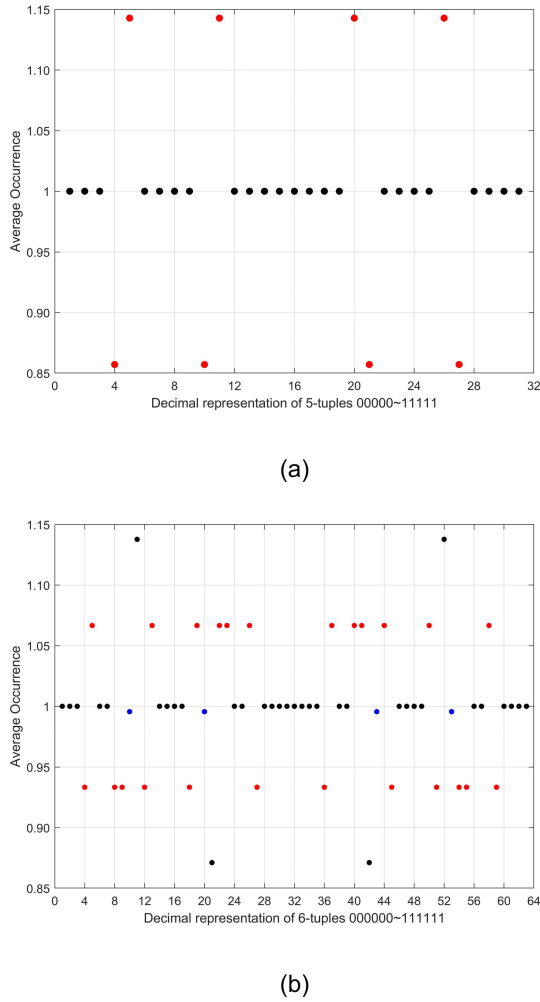 1.15
1.10
1.05
1
0.95
0.90
0.85
Average Occurrence
0 4 8 12 16 20 24 28 32
Decimal representation of 5-tuples 00000~11111
(a)
1.15
1.10
1.05
1
0.95
0.90
0.85
Average Occurrence
0 4 8 12 16 20 24 28 32 36 40 44 48 52 56 60 64
Decimal representation of 6-tuples 000000~111111
(b)